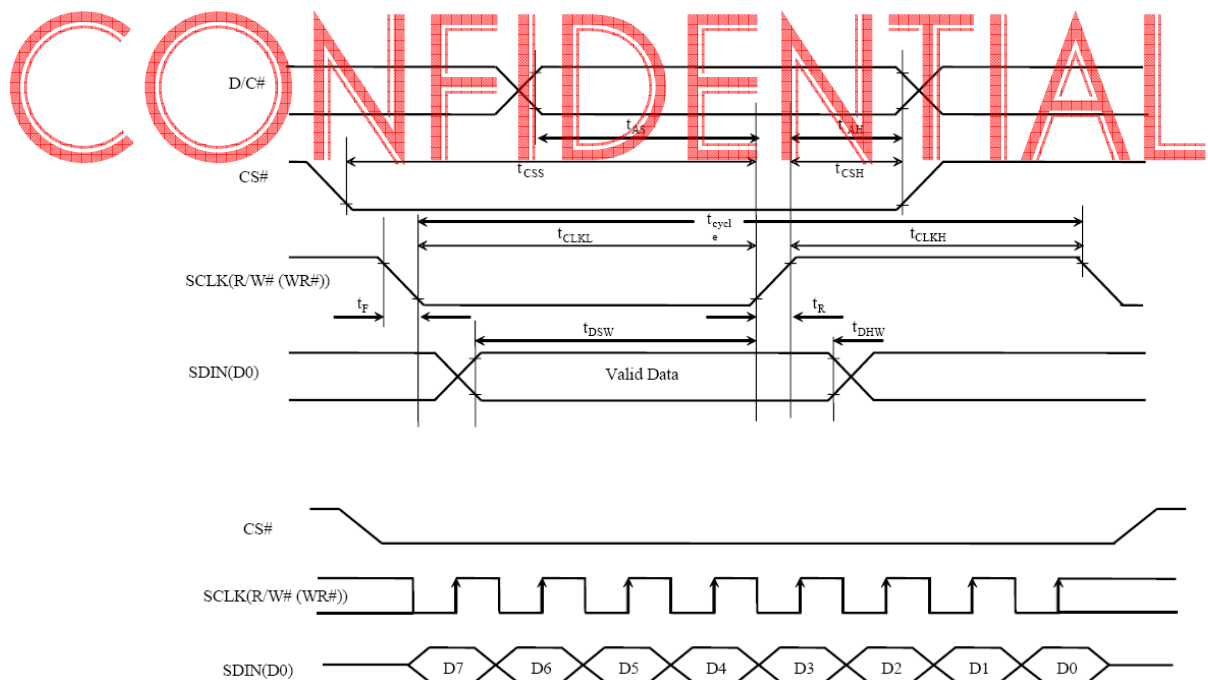 CONFIDENTIAL
D/C#
tAS
tAH
tCSS
tCSH
CS#
tcycl
e
tCLKL
tCLKH
SCLK(R/W# (WR#))
tF
tR
tDSW
tDHW
SDIN(D0)
Valid Data
CS#
SCLK(R/W# (WR#))
SDIN(D0)
D7 D6 D5 D4 D3 D2 D1 D0